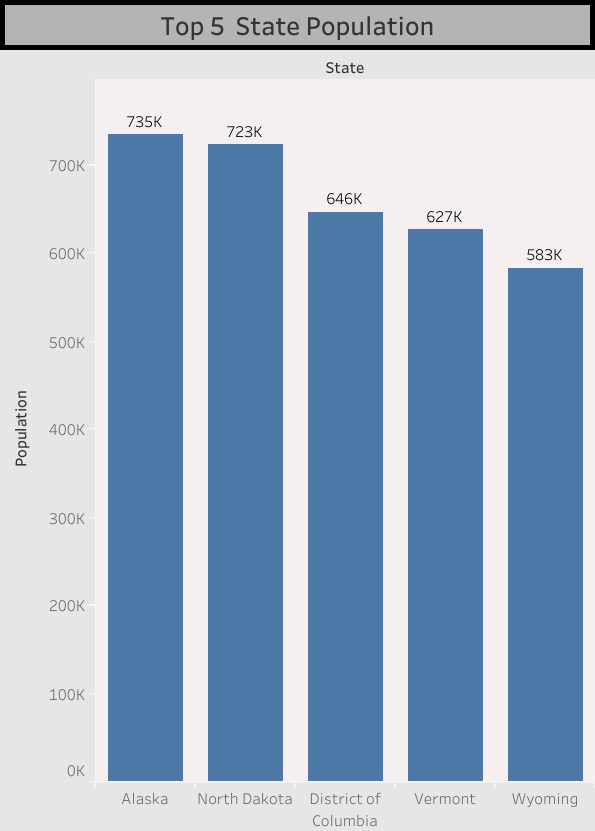 Top 5  State Population
State
735K
723K
646K
627K
583K
700K
600K
500K
400K
300K
200K
100K
0K
Population
Alaska
North Dakota
District of
Columbia
Vermont
Wyoming